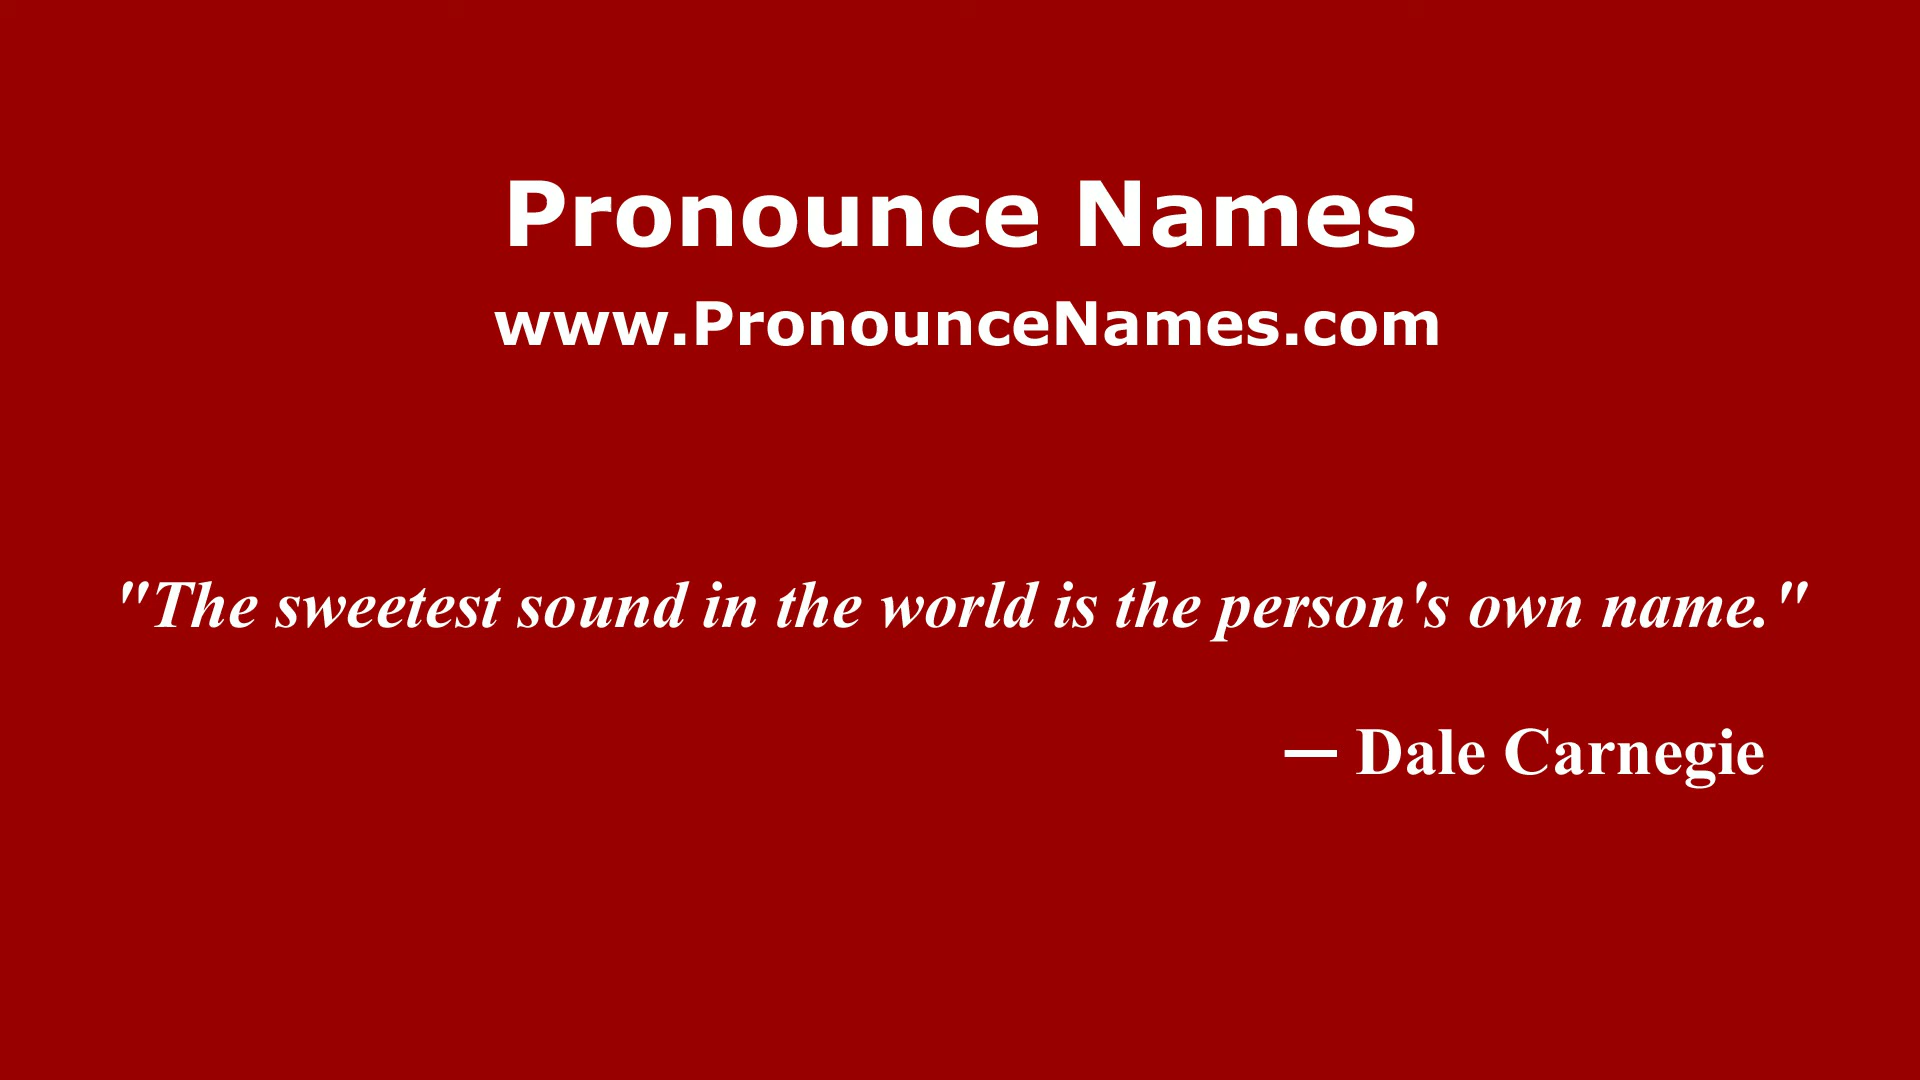 Pronounce Names
www.PronounceNames.com
"The sweetest sound in the world is the person's own name."
— Dale Carnegie